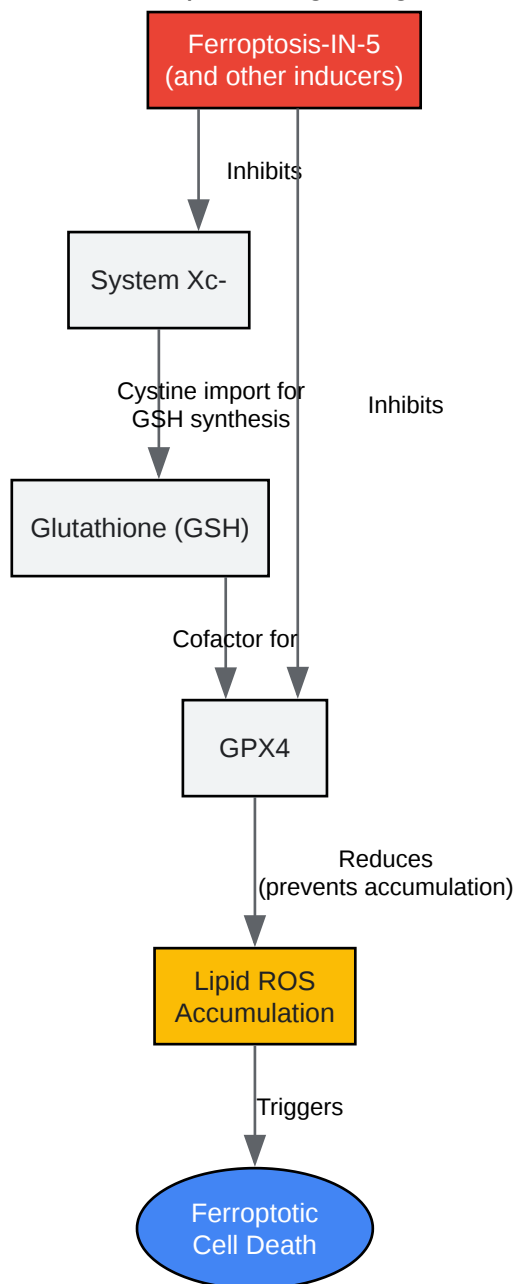 Ferroptosis-IN-5
(and other inducers)
Inhibits
System Xc-
Cystine import for
GSH synthesis
Inhibits
Glutathione (GSH)
Cofactor for
GPX4
Reduces
(prevents accumulation)
Lipid ROS
Accumulation
Triggers
Ferroptotic
Cell Death